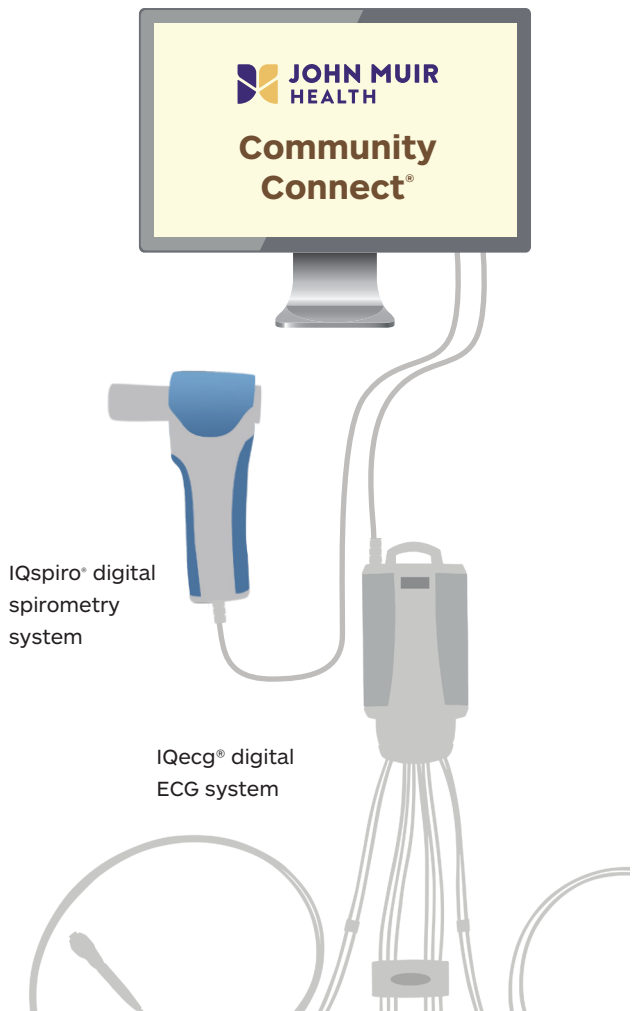 JOHN MUIR
HEALTH
Community
Connect®
IQspiro® digital
spirometry
system
IQecg® digital
ECG system